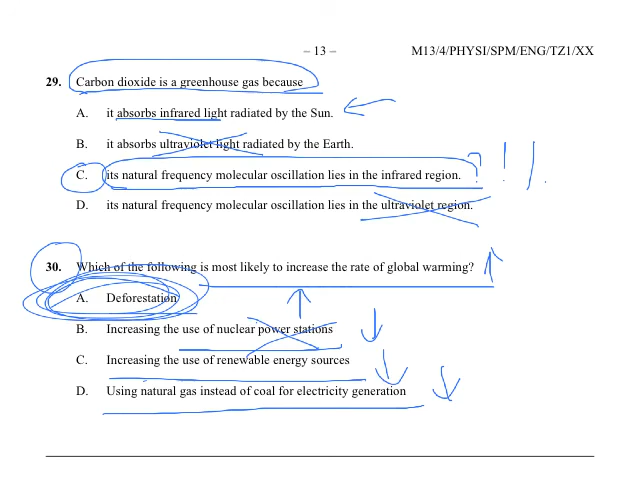 – 13 –
M13/4/PHYSI/SPM/ENG/TZ1/XX
29. Carbon dioxide is a greenhouse gas because
A. it absorbs infrared light radiated by the Sun.
B. it absorbs ultraviolet light radiated by the Earth.
C. its natural frequency molecular oscillation lies in the infrared region. ? !
D. its natural frequency molecular oscillation lies in the ultraviolet region.
30. Which of the following is most likely to increase the rate of global warming?
A. Deforestation
B. Increasing the use of nuclear power stations
C. Increasing the use of renewable energy sources
D. Using natural gas instead of coal for electricity generation